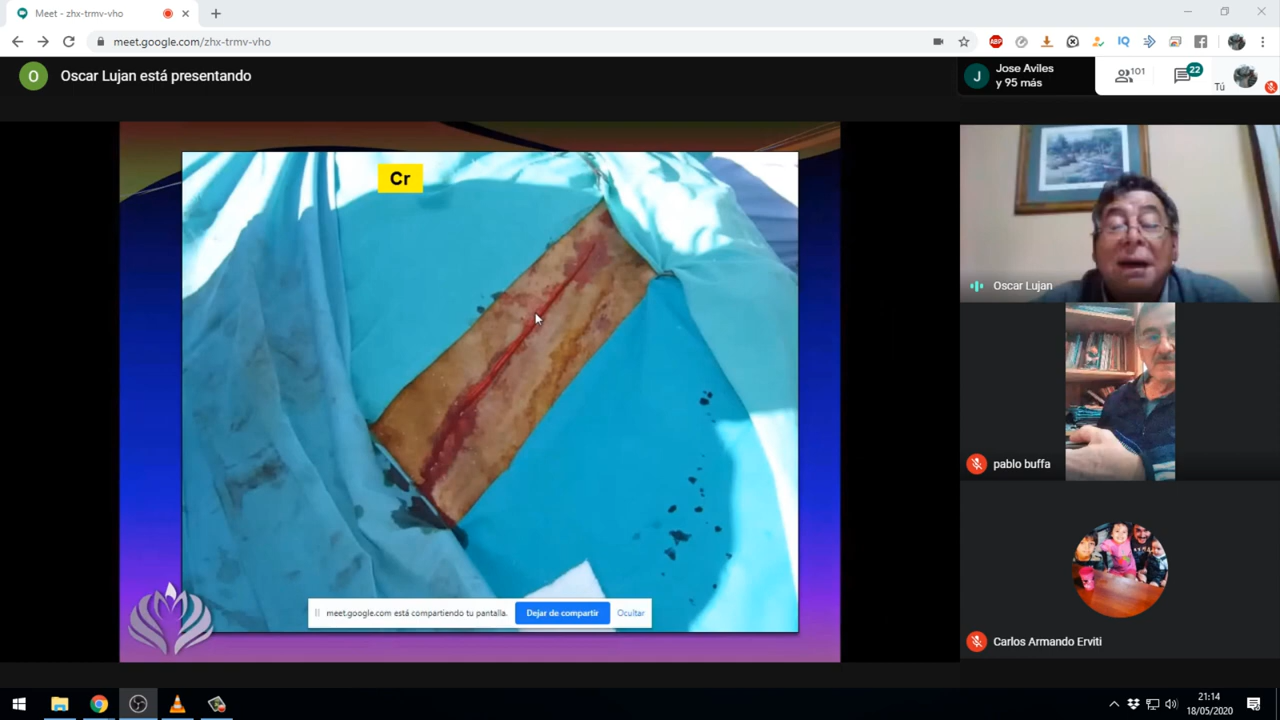 Meet - zhx-trmv-vho
meet.google.com/zhx-trmv-vho
ABP
IQ
O
Oscar Lujan está presentando
J
Jose Aviles
y 95 más
101
22
Tú
Cr
Oscar Lujan
pablo buffa
Carlos Armando Erviti
meet.google.com está compartiendo tu pantalla.
Dejar de compartir
Ocultar
21:14
18/05/2020